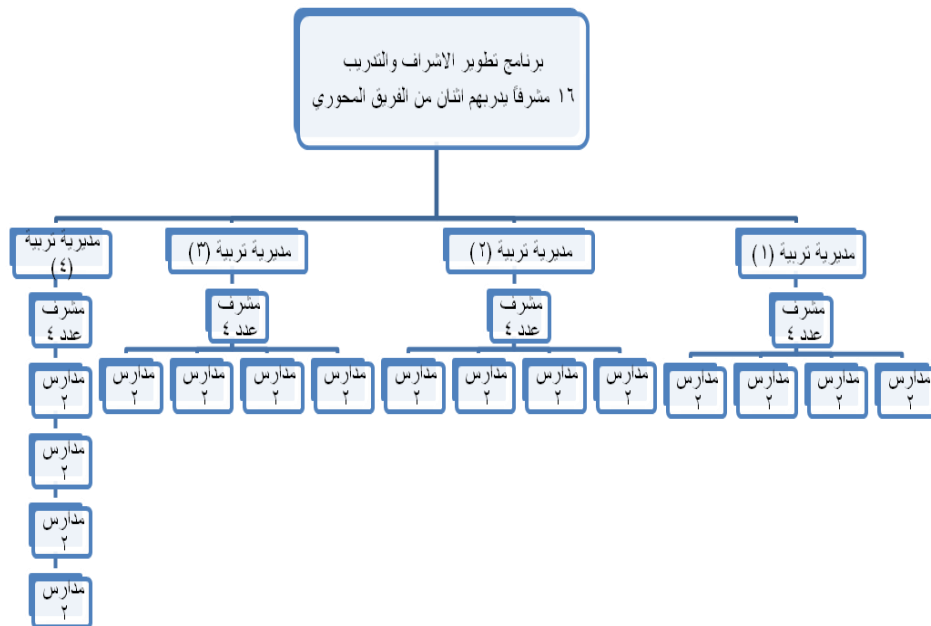 برنامج تطوير الاشراف والتدريب
١٦ مشرفاً يدربهم اثنان من الفريق المحوري
مديرية تربية (١)
مديرية تربية (٢)
مديرية تربية (٣)
مديرية تربية
(٤)
مشرف
عدد ٤
مشرف
عدد ٤
مشرف
عدد ٤
مشرف
عدد ٤
مدارس
٢
مدارس
٢
مدارس
٢
مدارس
٢
مدارس
٢
مدارس
٢
مدارس
٢
مدارس
٢
مدارس
٢
مدارس
٢
مدارس
٢
مدارس
٢
مدارس
٢
مدارس
٢
مدارس
٢
مدارس
٢